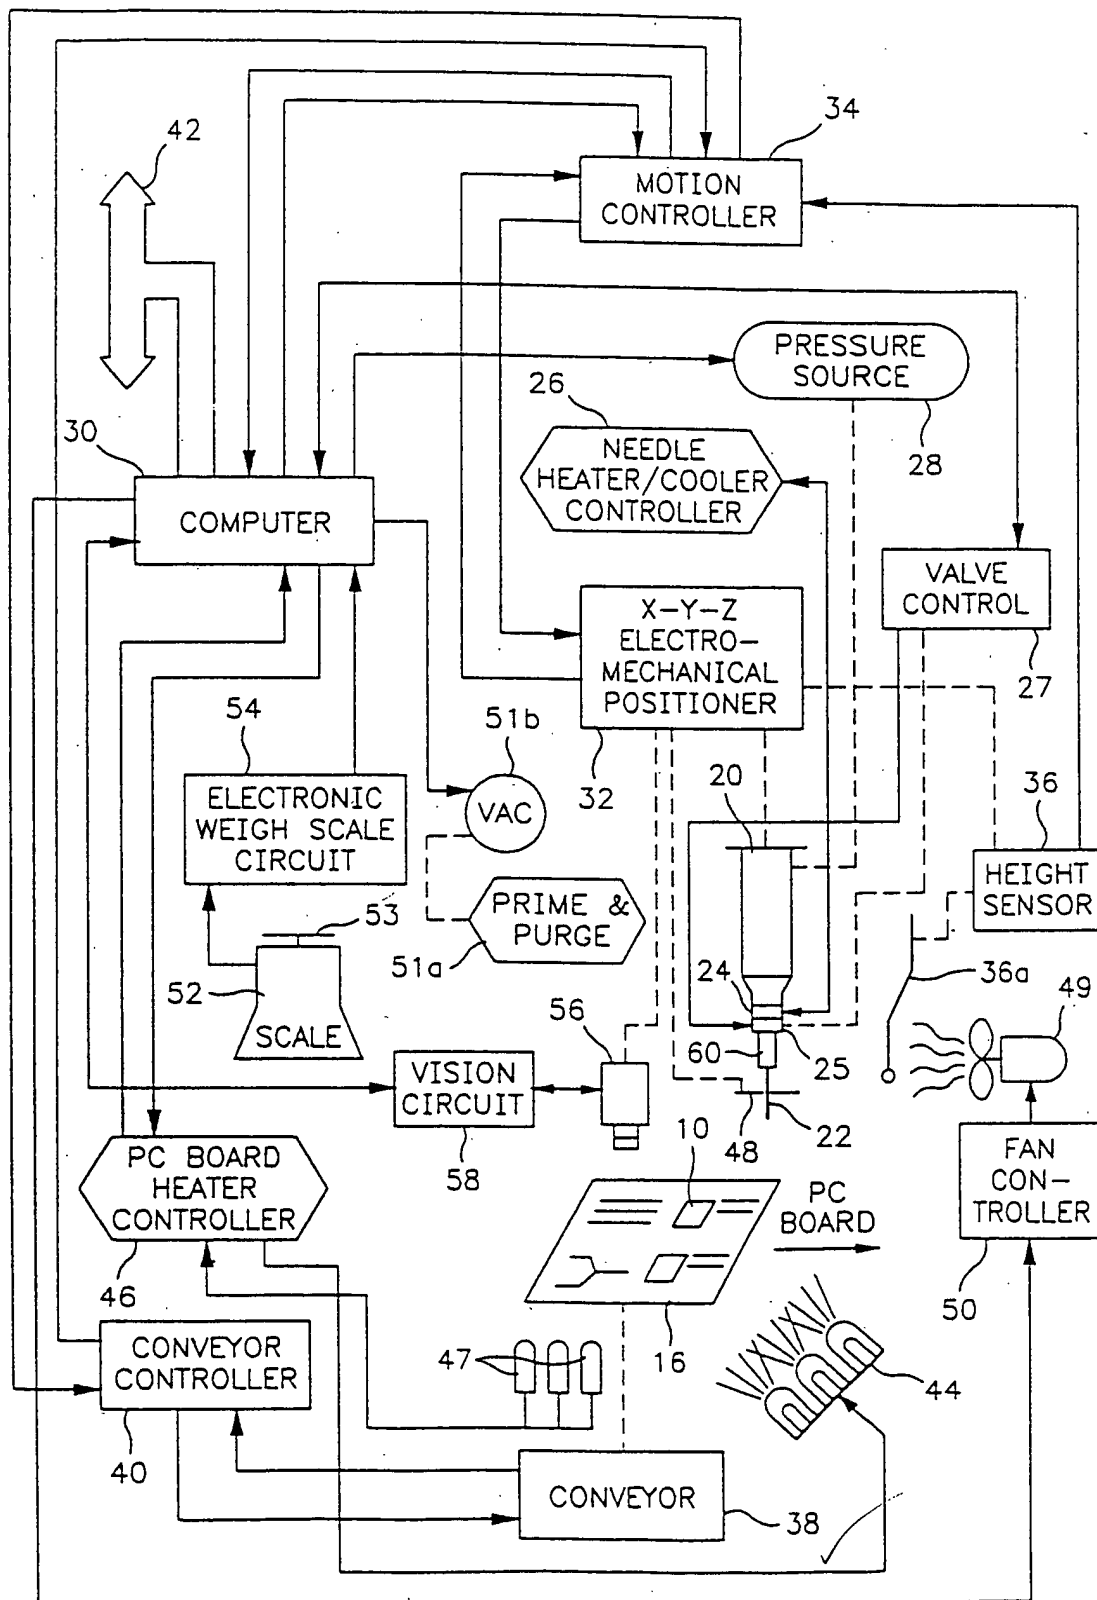 34
42
MOTION
CONTROLLER
PRESSURE
SOURCE
28
26
NEEDLE
HEATER/COOLER
CONTROLLER
30
COMPUTER
VALVE
CONTROL
27
X-Y-Z
ELECTRO-
MECHANICAL
POSITIONER
32
54
ELECTRONIC
WEIGH SCALE
CIRCUIT
51b
VAC
20
36
HEIGHT
SENSOR
36a
53
PRIME &
PURGE
51a
52
SCALE
24
60
25
49
56
VISION
CIRCUIT
58
48
22
10
PC BOARD
HEATER
CONTROLLER
46
PC
BOARD
FAN
CON-
TROLLER
50
16
CONVEYOR
CONTROLLER
40
47
44
CONVEYOR
38